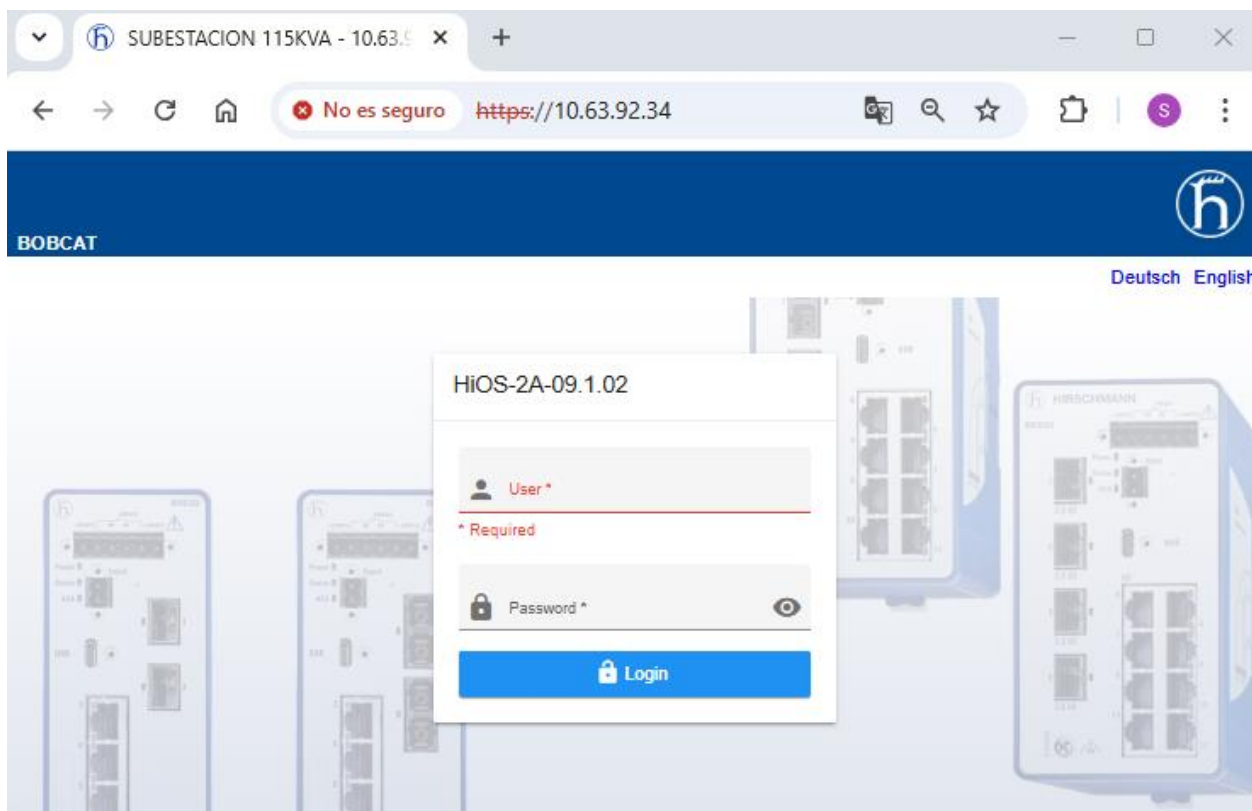 SUBESTACION 115KVA - 10.63.9
No es seguro https://10.63.92.34
S
BOBCAT
Deutsch English
HiOS-2A-09.1.02
User *
* Required
Password *
Login
HIRSCHMANN